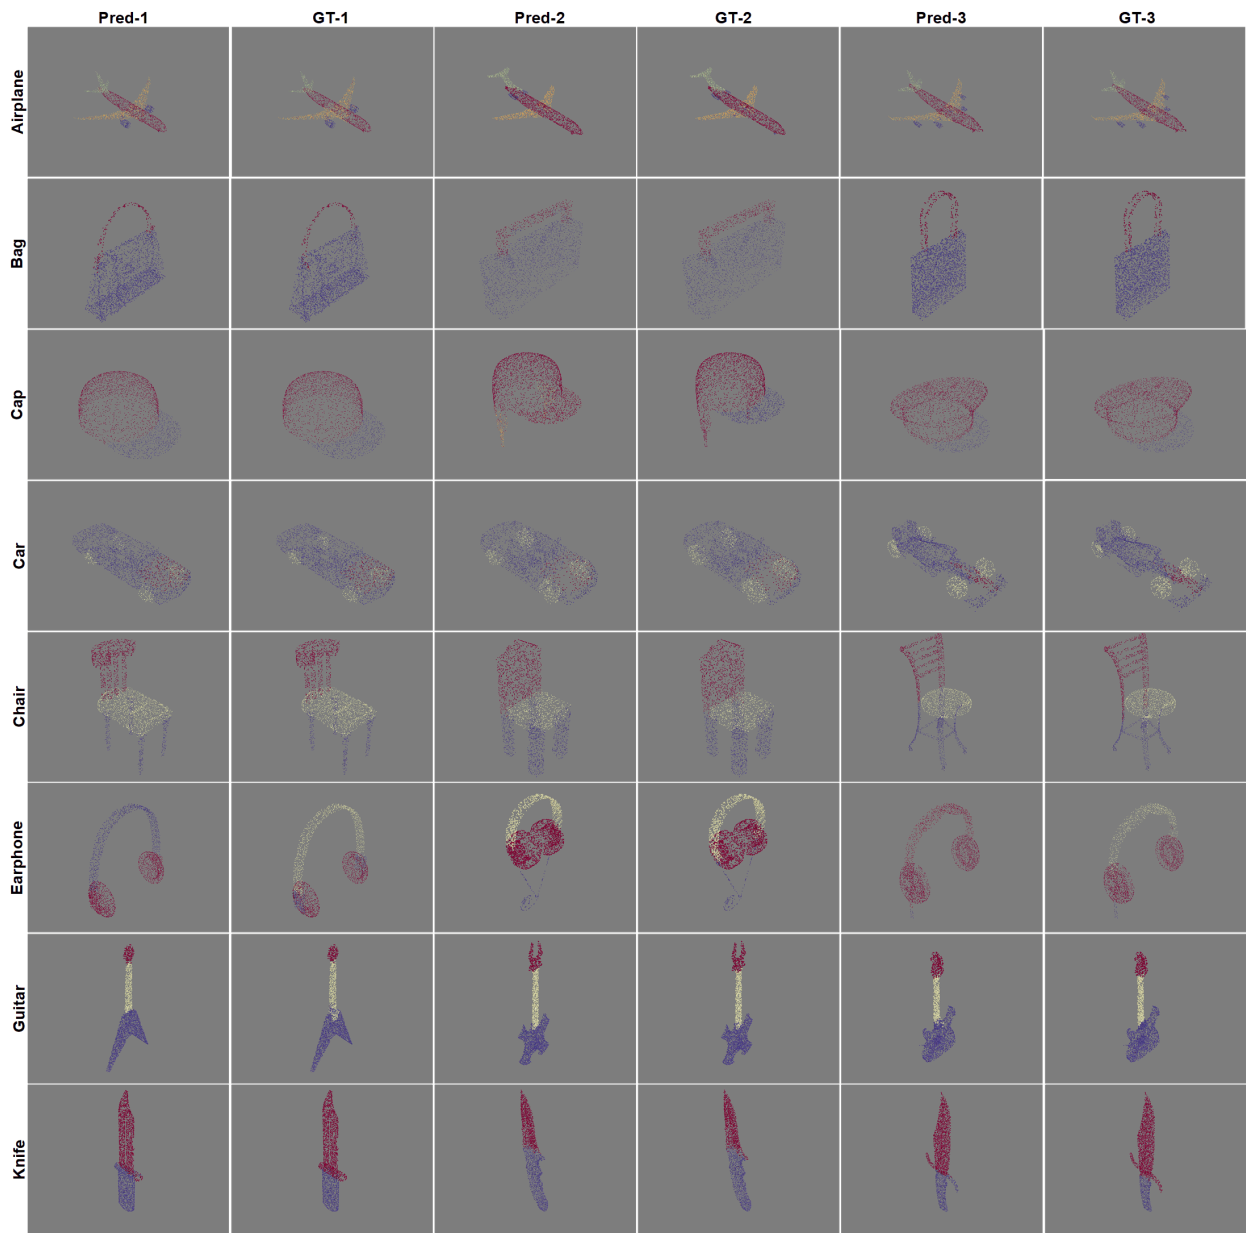 Pred-1 GT-1 Pred-2 GT-2 Pred-3 GT-3
Airplane
Bag
Cap
Car
Chair
Earphone
Guitar
Knife